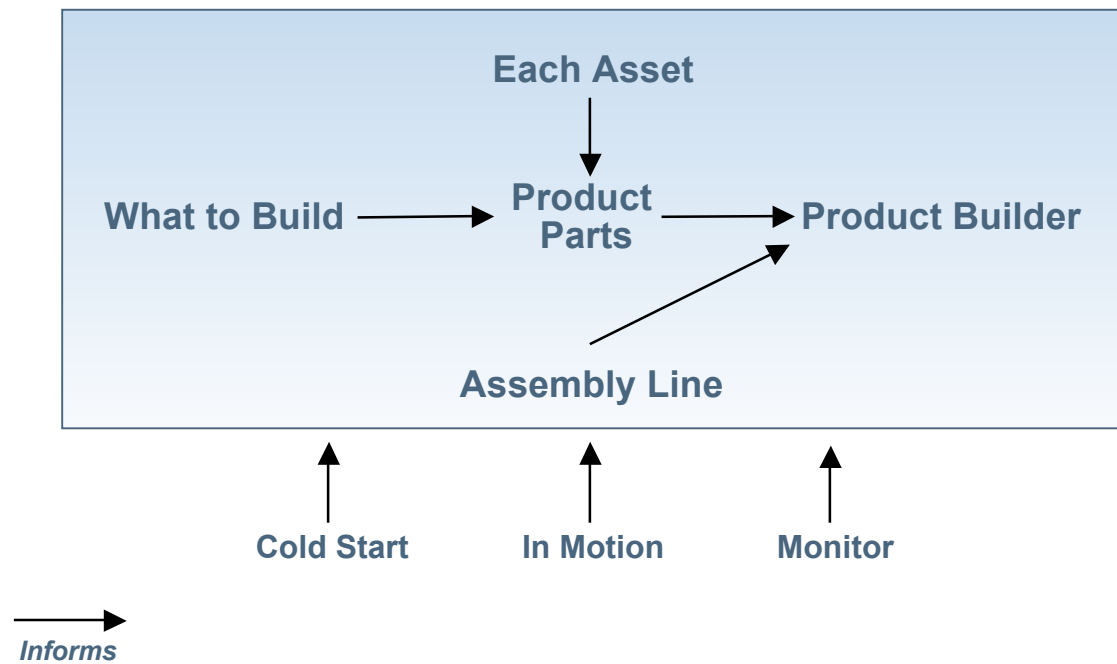 Each Asset
What to Build
Product
Parts
Product Builder
Assembly Line
Cold Start
In Motion
Monitor
Informs